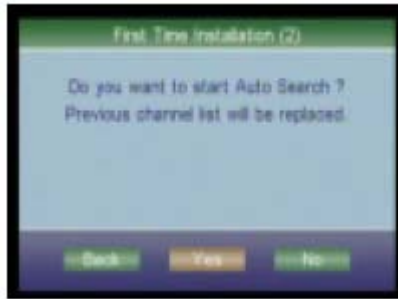 First Time Installation (2)
Do you want to start Auto Search ?
Previous channel list will be replaced.
Back Yes No